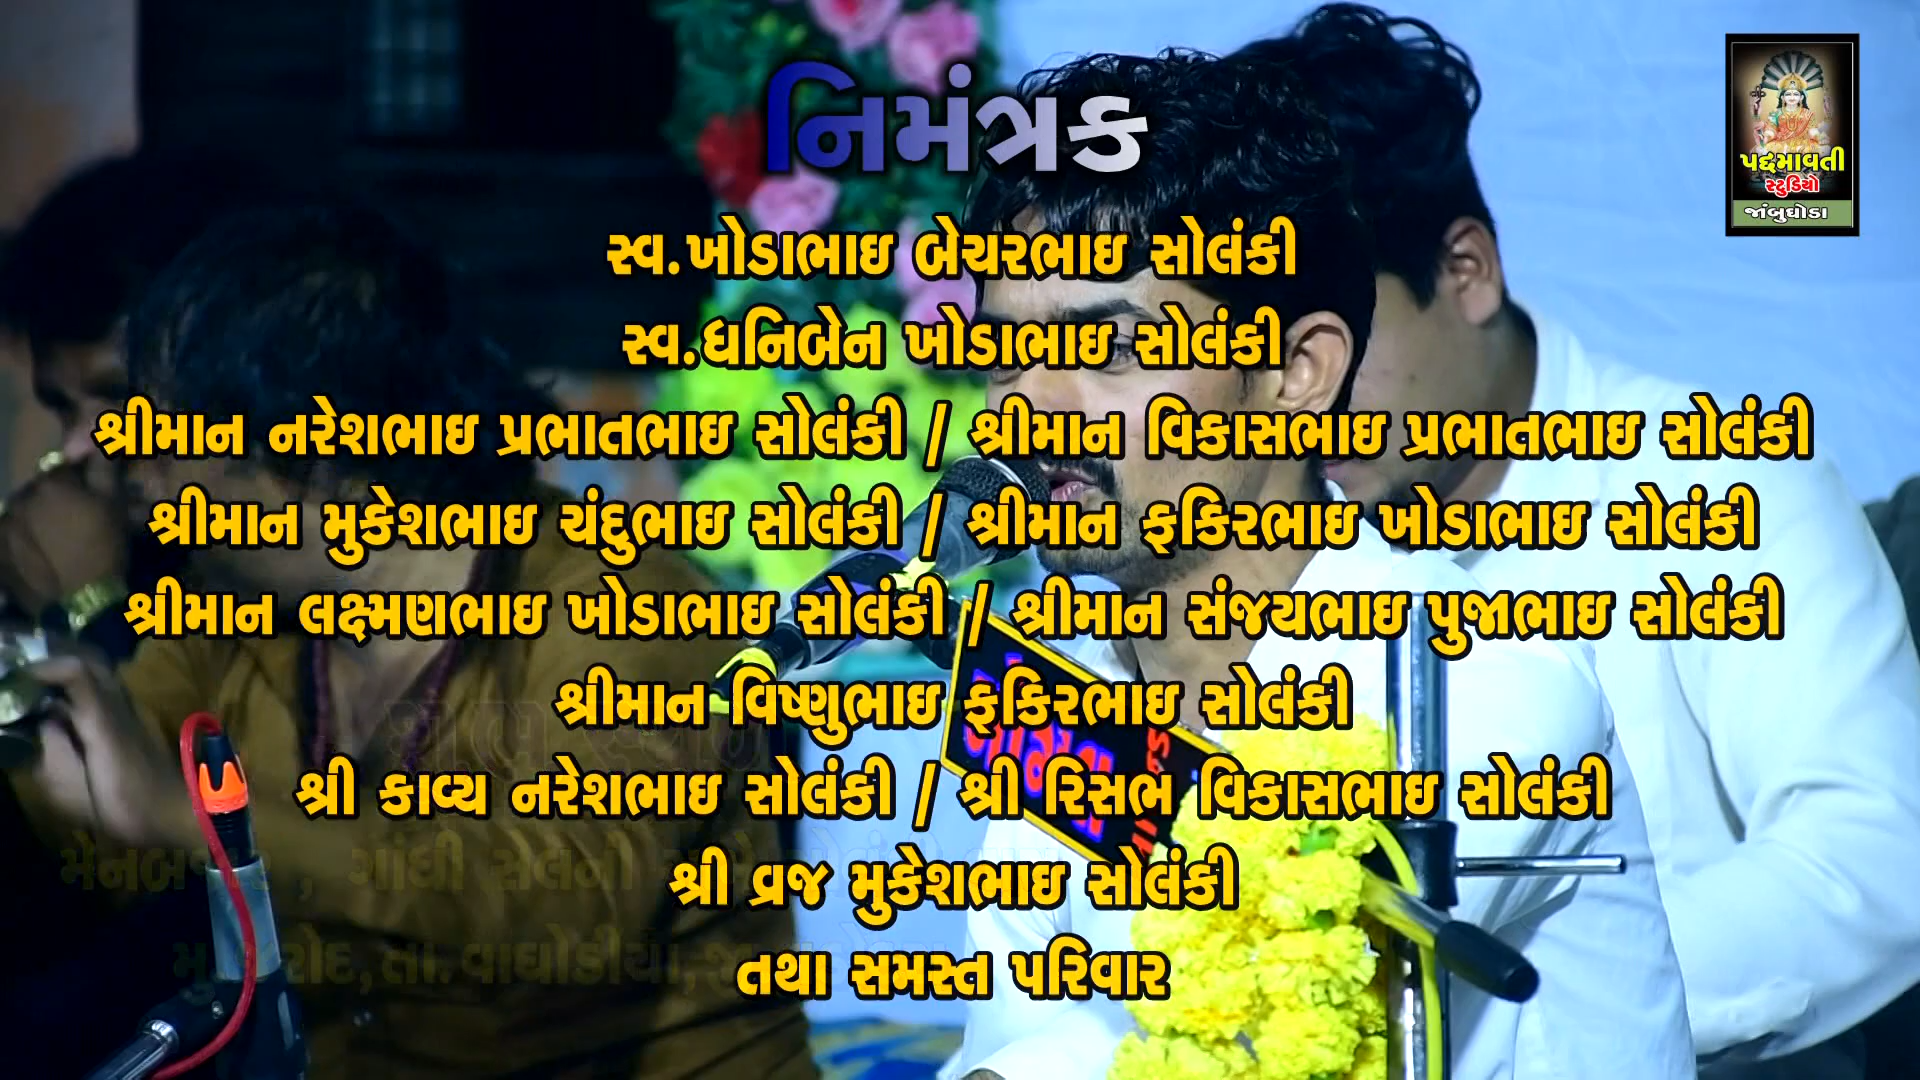 નિમંત્રક
પદ્દમાવતી
સ્ટુડિયો
જાંબુઘોડા
સ્વ.ખોડાભાઇ બેચરભાઇ સોલંકી
સ્વ.ધનિબેન ખોડાભાઇ સોલંકી
શ્રીમાન નરેશભાઇ પ્રભાતભાઇ સોલંકી / શ્રીમાન વિકાસભાઇ પ્રભાતભાઇ સોલંકી
શ્રીમાન મુકેશભાઇ ચંદુભાઇ સોલંકી / શ્રીમાન ફકિરભાઇ ખોડાભાઇ સોલંકી
શ્રીમાન લક્ષ્મણભાઇ ખોડાભાઇ સોલંકી / શ્રીમાન સંજયભાઇ પુજાભાઇ સોલંકી
શ્રીમાન વિષ્ણુભાઇ ફકિરભાઇ સોલંકી
શ્રી કાવ્ય નરેશભાઇ સોલંકી / શ્રી રિસભ વિકાસભાઇ સોલંકી
શ્રી વ્રજ મુકેશભાઇ સોલંકી
તથા સમસ્ત પરિવાર